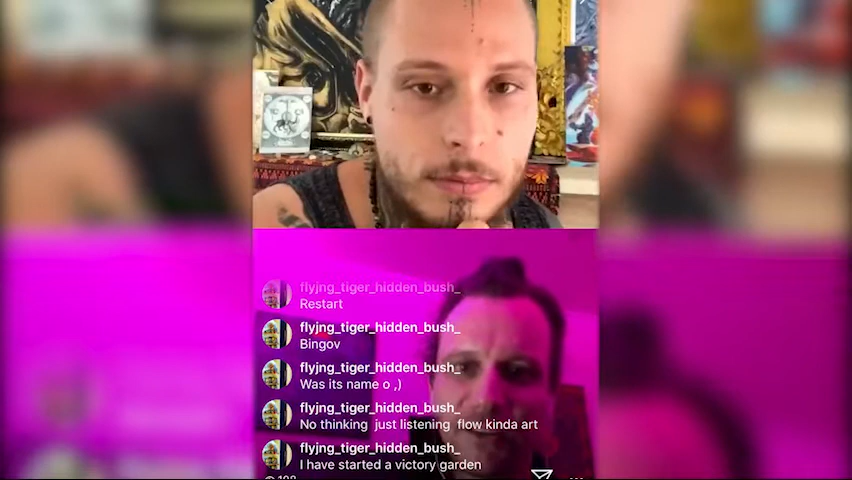 flyjng_tiger_hidden_bush_
Restart
flyjng_tiger_hidden_bush_
Bingov
flyjng_tiger_hidden_bush_
Was its name o ,)
flyjng_tiger_hidden_bush_
No thinking just listening flow kinda art
flyjng_tiger_hidden_bush_
I have started a victory garden